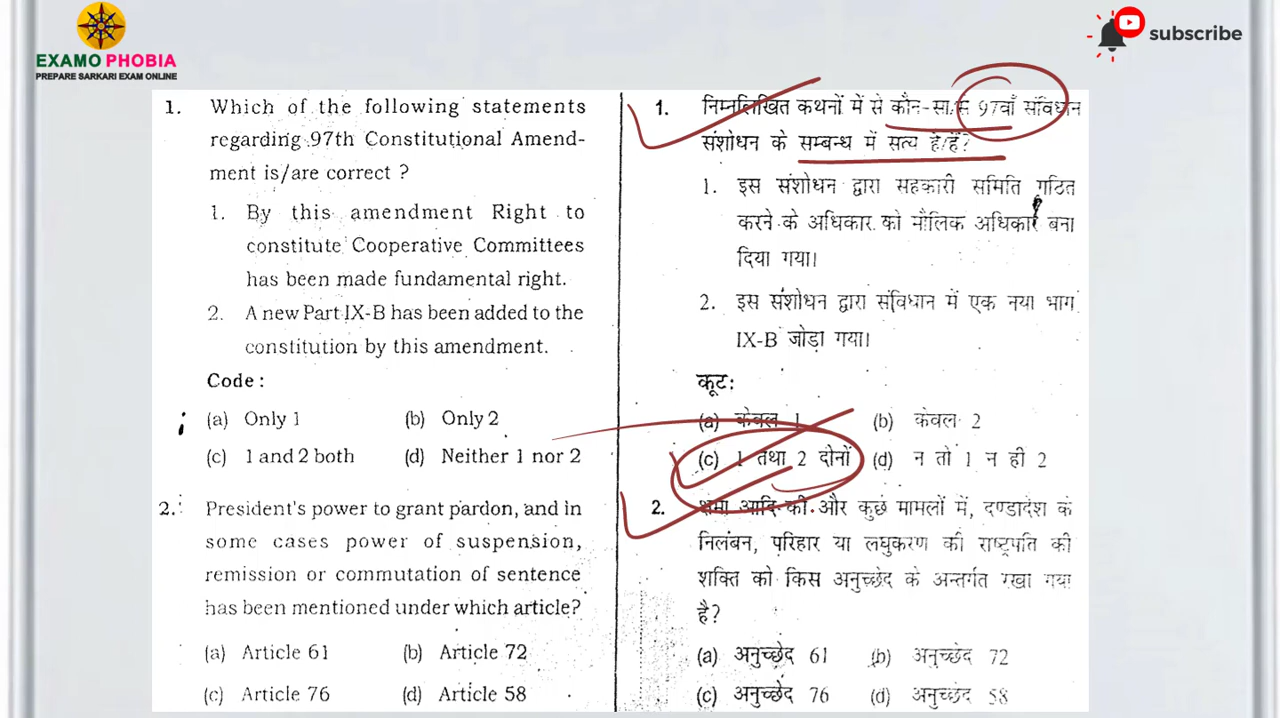 EXAMO PHOBIA
PREPARE SARKARI EXAM ONLINE
subscribe
1. Which of the following statements
regarding 97th Constitutional Amend-
ment is/are correct ?
1. By this amendment Right to
constitute Cooperative Committees
has been made fundamental right.
2. A new Part IX-B has been added to the
constitution by this amendment.
Code :
(a) Only 1 (b) Only 2
(c) 1 and 2 both (d) Neither 1 nor 2
2. President's power to grant pardon, and in
some cases power of suspension,
remission or commutation of sentence
has been mentioned under which article?
(a) Article 61 (b) Article 72
(c) Article 76 (d) Article 58
1. निम्नलिखित कथनों में से कौन-सा/से 97वाँ संविधान
संशोधन के सम्बन्ध में सत्य है/हैं?
1. इस संशोधन द्वारा सहकारी समिति गठित
करने के अधिकार को मौलिक अधिकार बना
दिया गया।
2. इस संशोधन द्वारा संविधान में एक नया भाग
IX-B जोड़ा गया।
कूट:
(a) केवल 1 (b) केवल 2
(c) 1 तथा 2 दोनों (d) न तो 1 न ही 2
2. क्षमा आदि की और कुछ मामलों में, दण्डादेश के
निलंबन, परिहार या लघुकरण की राष्ट्रपति की
शक्ति को किस अनुच्छेद के अन्तर्गत रखा गया
है?
(a) अनुच्छेद 61 (b) अनुच्छेद 72
(c) अनुच्छेद 76 (d) अनुच्छेद 58